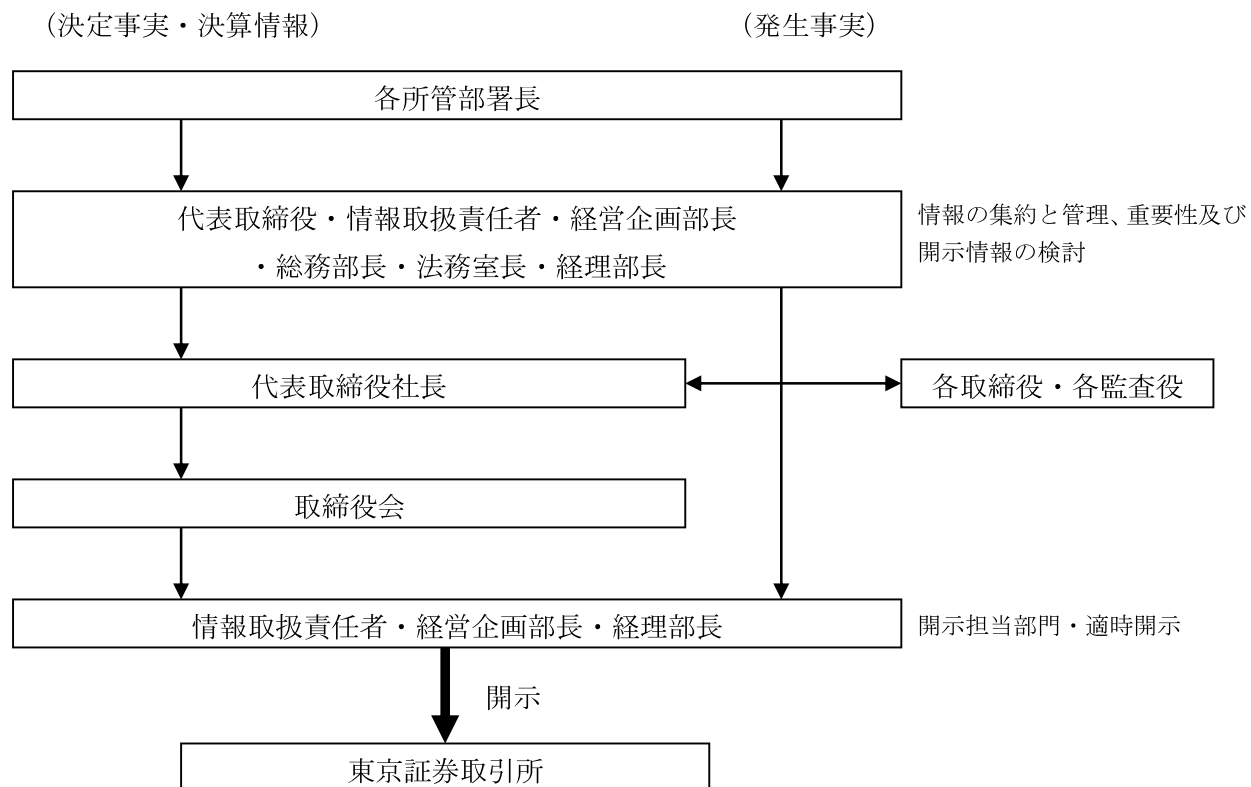 （決定事実・決算情報）
（発生事実）
各所管部署長
代表取締役・情報取扱責任者・経営企画部長
・総務部長・法務室長・経理部長
情報の集約と管理、重要性及び
開示情報の検討
代表取締役社長
各取締役・各監査役
取締役会
情報取扱責任者・経営企画部長・経理部長
開示担当部門・適時開示
開示
東京証券取引所